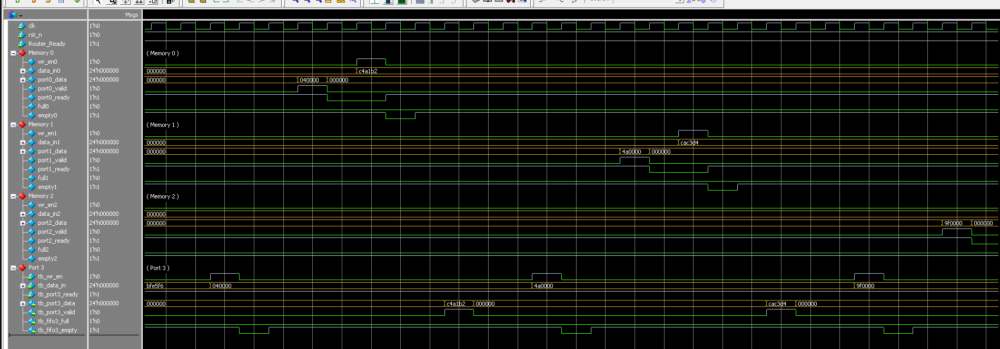 Msgs
clk 1'h0
rst_n 1'h0
Router_Ready 1'h1
Memory 0 ( Memory 0 )
wr_en0 1'h0
data_in0 24'h000000 000000 c4a1b2
port0_data 24'h000000 000000 040000 000000
port0_valid 1'h0
port0_ready 1'h1
full0 1'h0
empty0 1'h1
Memory 1 ( Memory 1 )
wr_en1 1'h0
data_in1 24'h000000 000000 cac3d4
port1_data 24'h000000 000000 4a0000 000000
port1_valid 1'h0
port1_ready 1'h1
full1 1'h0
empty1 1'h1
Memory 2 ( Memory 2 )
wr_en2 1'h0
data_in2 24'h000000 000000
port2_data 24'h000000 000000 9f0000 000000
port2_valid 1'h0
port2_ready 1'h1
full2 1'h0
empty2 1'h1
Port 3 ( Port 3 )
tb_wr_en 1'h0
tb_data_in 24'h000000 bfe5f6 040000 4a0000 9f0000
tb_port3_ready 1'h1
tb_port3_data 24'h000000 000000 c4a1b2 000000 cac3d4 000000
tb_port3_valid 1'h0
tb_fifo3_full 1'h0
tb_fifo3_empty 1'h1